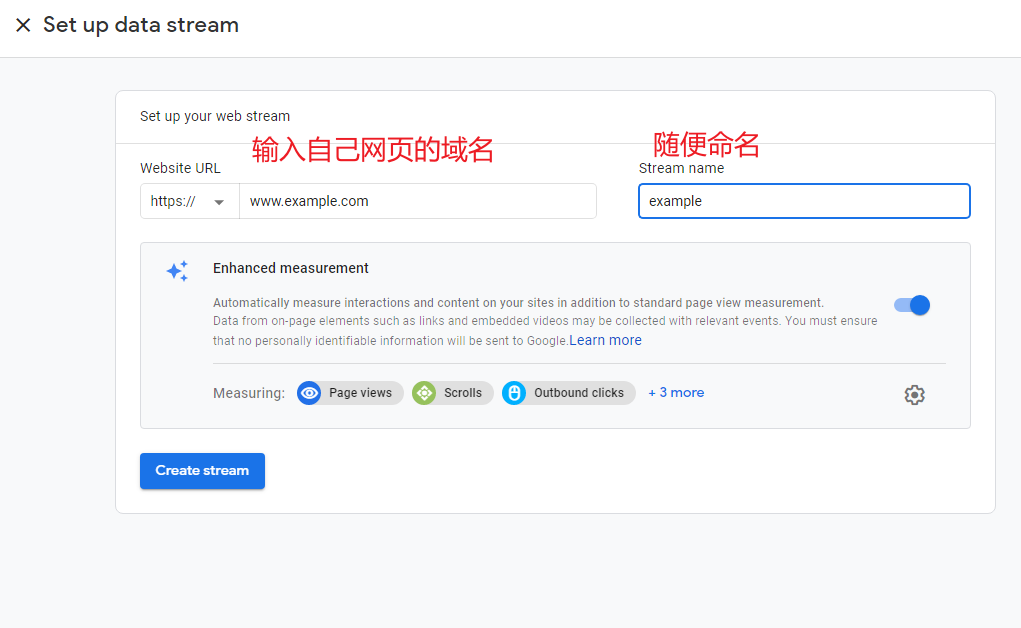 Set up data stream
Set up your web stream
输入自己网页的域名
随便命名
Website URL
Stream name
https://
www.example.com
example
Enhanced measurement
Automatically measure interactions and content on your sites in addition to standard page view measurement.
Data from on-page elements such as links and embedded videos may be collected with relevant events. You must ensure
that no personally identifiable information will be sent to Google.Learn more
Measuring:
Page views
Scrolls
Outbound clicks
+ 3 more
Create stream